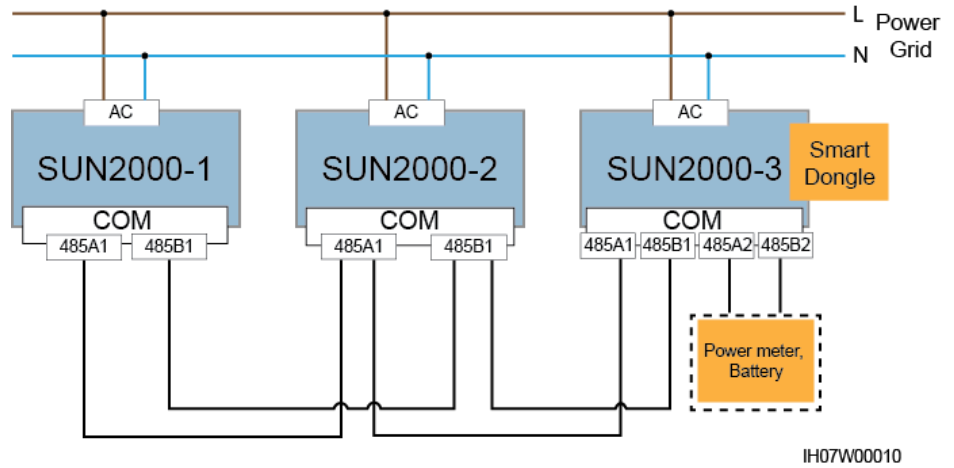 L
Power
Grid
N
AC
AC
AC
SUN2000-1
SUN2000-2
SUN2000-3
Smart
Dongle
COM
COM
COM
485A1
485B1
485A1
485B1
485A1
485B1
485A2
485B2
Power meter,
Battery
IH07W00010